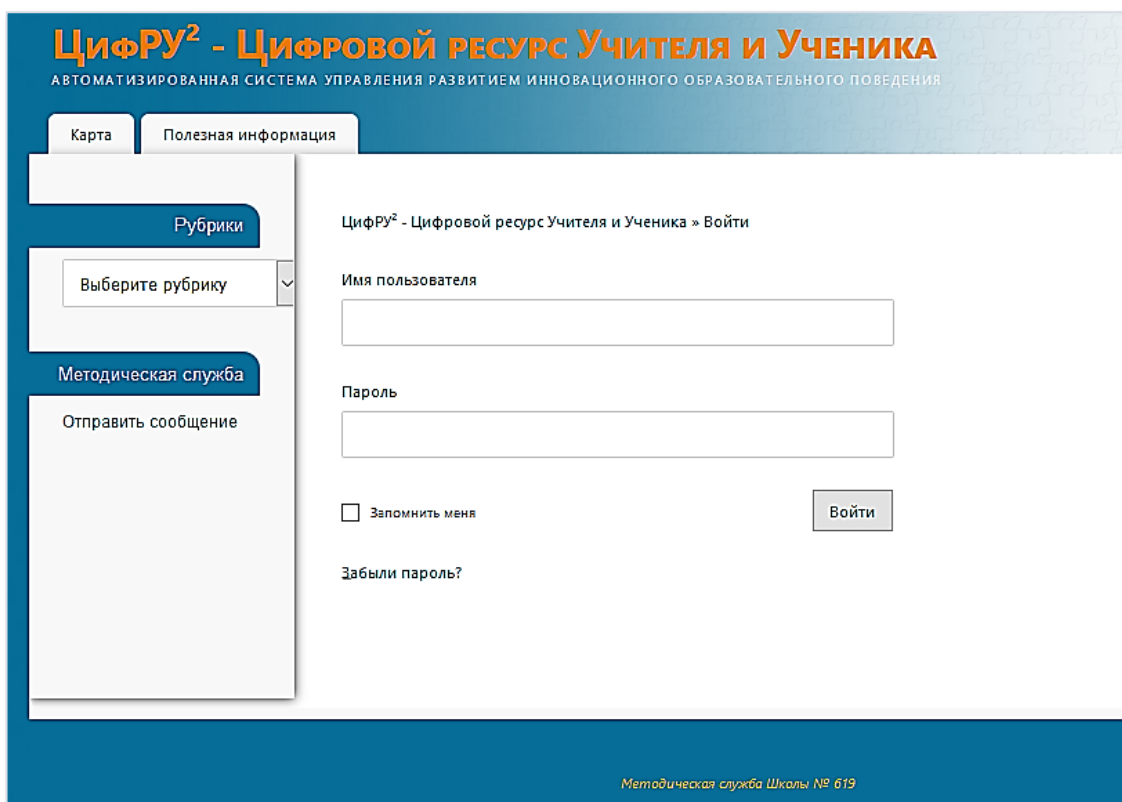 ЦифРУ² - Цифровой ресурс Учителя и Ученика
АВТОМАТИЗИРОВАННАЯ СИСТЕМА УПРАВЛЕНИЯ РАЗВИТИЕМ ИННОВАЦИОННОГО ОБРАЗОВАТЕЛЬНОГО ПОВЕДЕНИЯ
Карта
Полезная информация
Рубрики
Выберите рубрику
Методическая служба
Отправить сообщение
ЦифРУ² - Цифровой ресурс Учителя и Ученика » Войти
Имя пользователя
Пароль
Запомнить меня
Войти
Забыли пароль?
Методическая служба Школы № 619